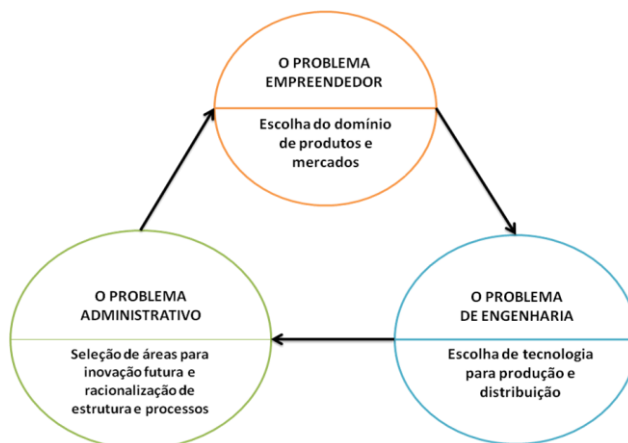 O PROBLEMA
EMPREENDEDOR
Escolha do domínio
de produtos e
mercados
O PROBLEMA
DE ENGENHARIA
Escolha de tecnologia
para produção e
distribuição
O PROBLEMA
ADMINISTRATIVO
Seleção de áreas para
inovação futura e
racionalização de
estrutura e processos